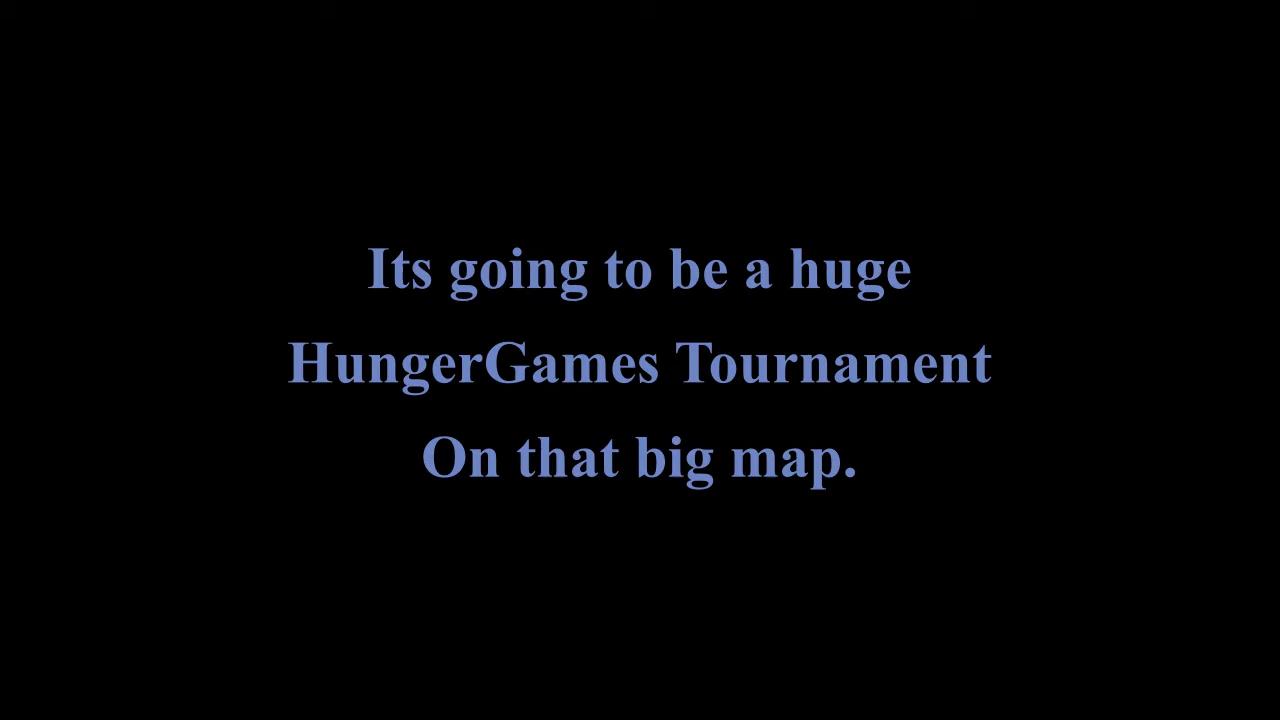 Its going to be a huge
HungerGames Tournament
On that big map.